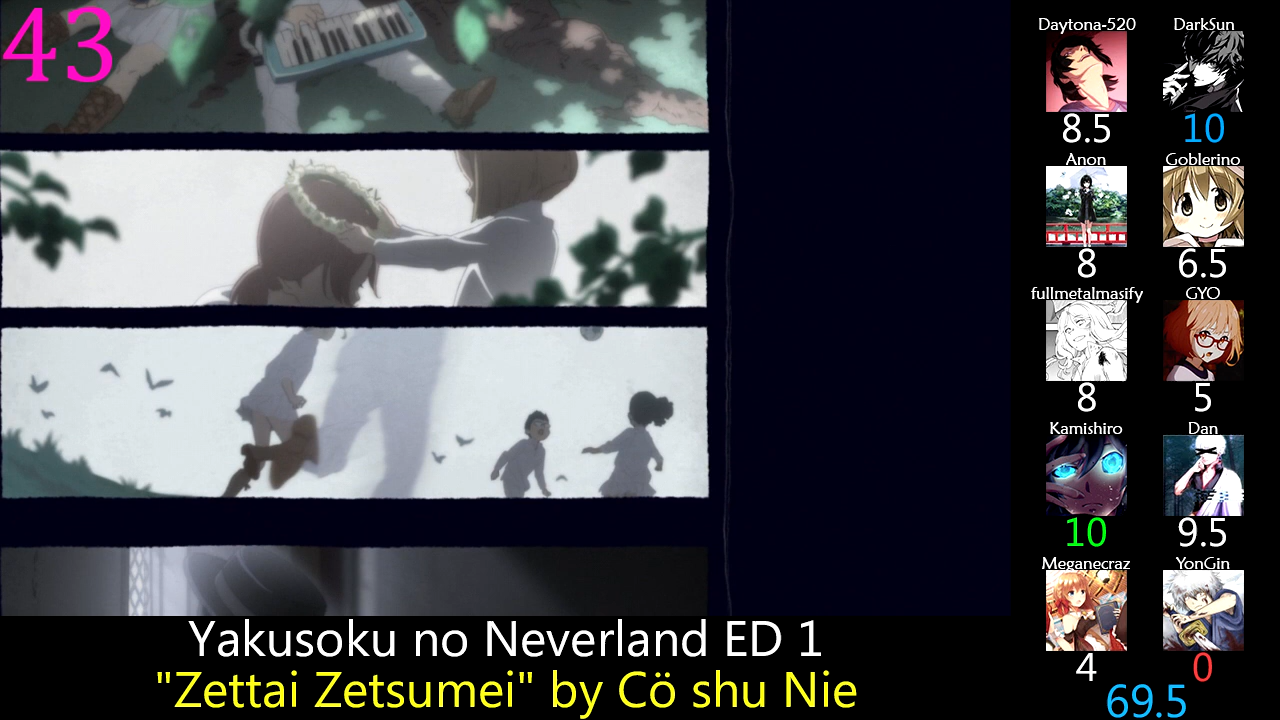 43
Daytona-520 DarkSun
8.5 10
Anon Goblerino
8 6.5
fullmetalmasify GYO
8 5
Kamishiro Dan
10 9.5
Meganecraz YonGin
4 0
69.5
Yakusoku no Neverland ED 1
"Zettai Zetsumei" by Cö shu Nie